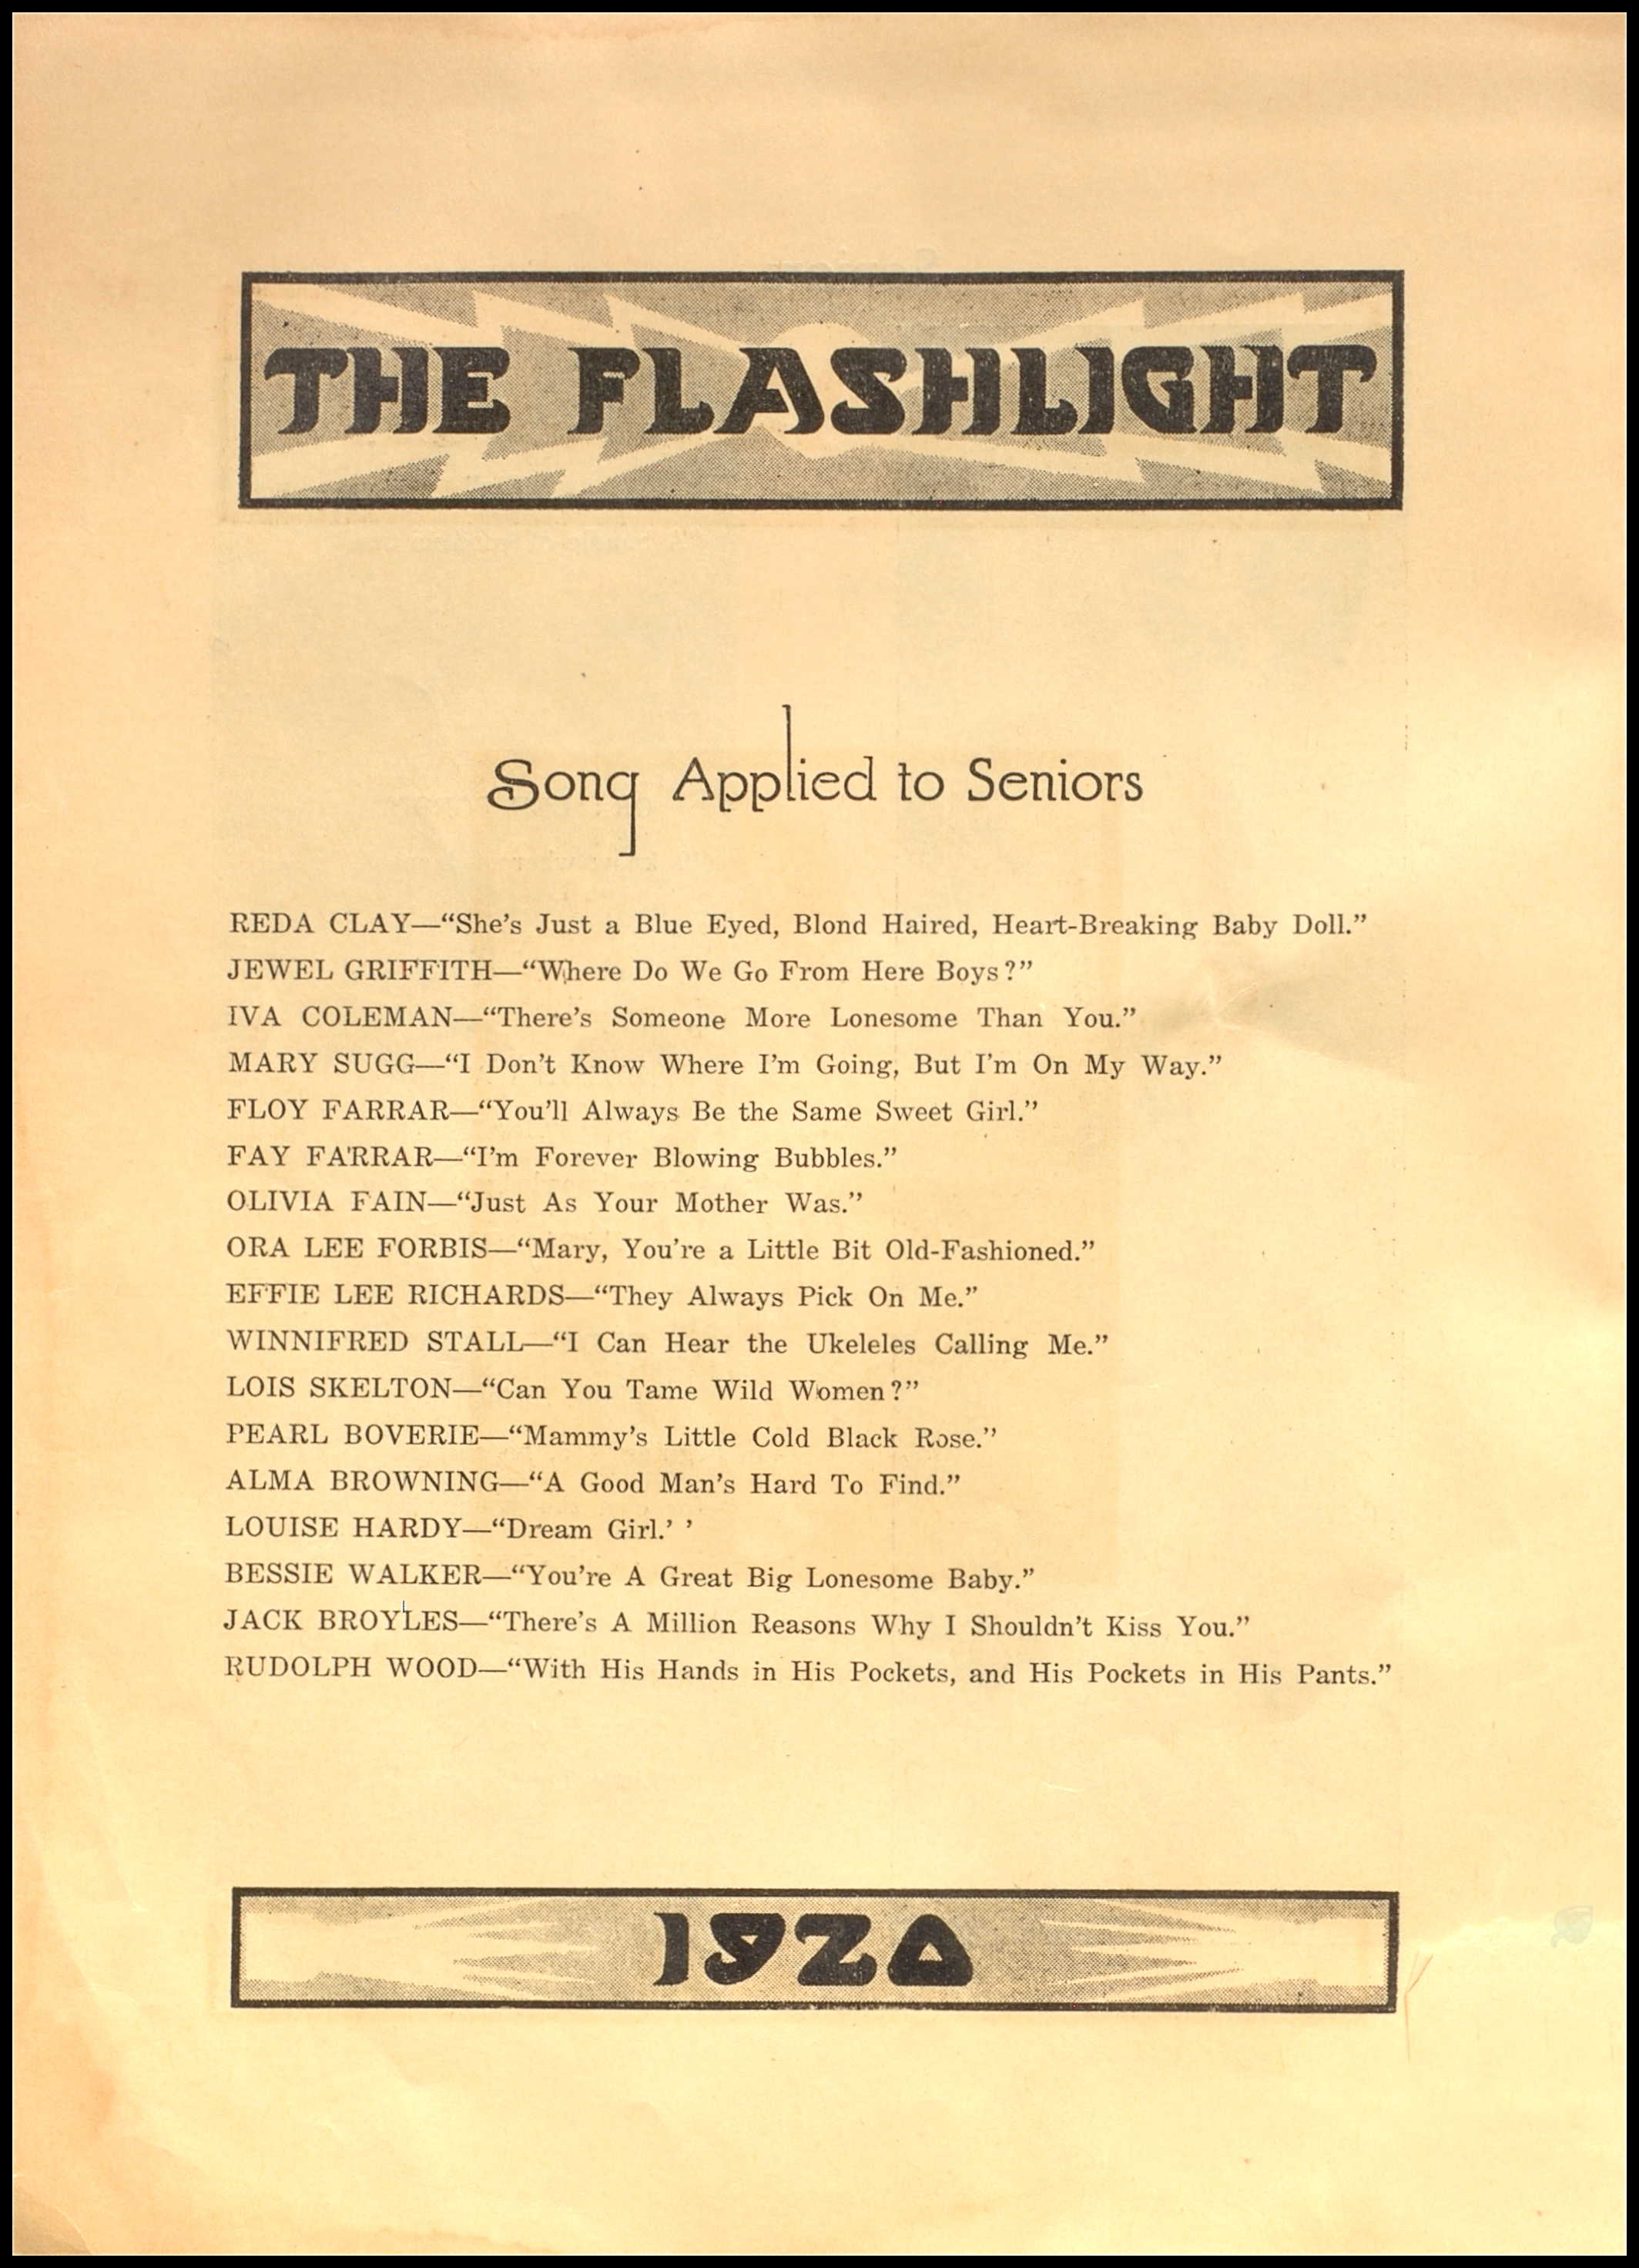 THE FLASHLIGHT
Song Applied to Seniors
REDA CLAY—“She’s Just a Blue Eyed, Blond Haired, Heart-Breaking Baby Doll.”
JEWEL GRIFFITH—“Where Do We Go From Here Boys?”
IVA COLEMAN—“There’s Someone More Lonesome Than You.”
MARY SUGG—“I Don’t Know Where I’m Going, But I’m On My Way.”
FLOY FARRAR—“You’ll Always Be the Same Sweet Girl.”
FAY FARRAR—“I’m Forever Blowing Bubbles.”
OLIVIA FAIN—“Just As Your Mother Was.”
ORA LEE FORBIS—“Mary, You’re a Little Bit Old-Fashioned.”
EFFIE LEE RICHARDS—“They Always Pick On Me.”
WINNIFRED STALL—“I Can Hear the Ukeleles Calling Me.”
LOIS SKELTON—“Can You Tame Wild Women?”
PEARL BOVERIE—“Mammy’s Little Cold Black Rose.”
ALMA BROWNING—“A Good Man’s Hard To Find.”
LOUISE HARDY—“Dream Girl.’ ’
BESSIE WALKER—“You’re A Great Big Lonesome Baby.”
JACK BROYLES—“There’s A Million Reasons Why I Shouldn’t Kiss You.”
RUDOLPH WOOD—“With His Hands in His Pockets, and His Pockets in His Pants.”
1920